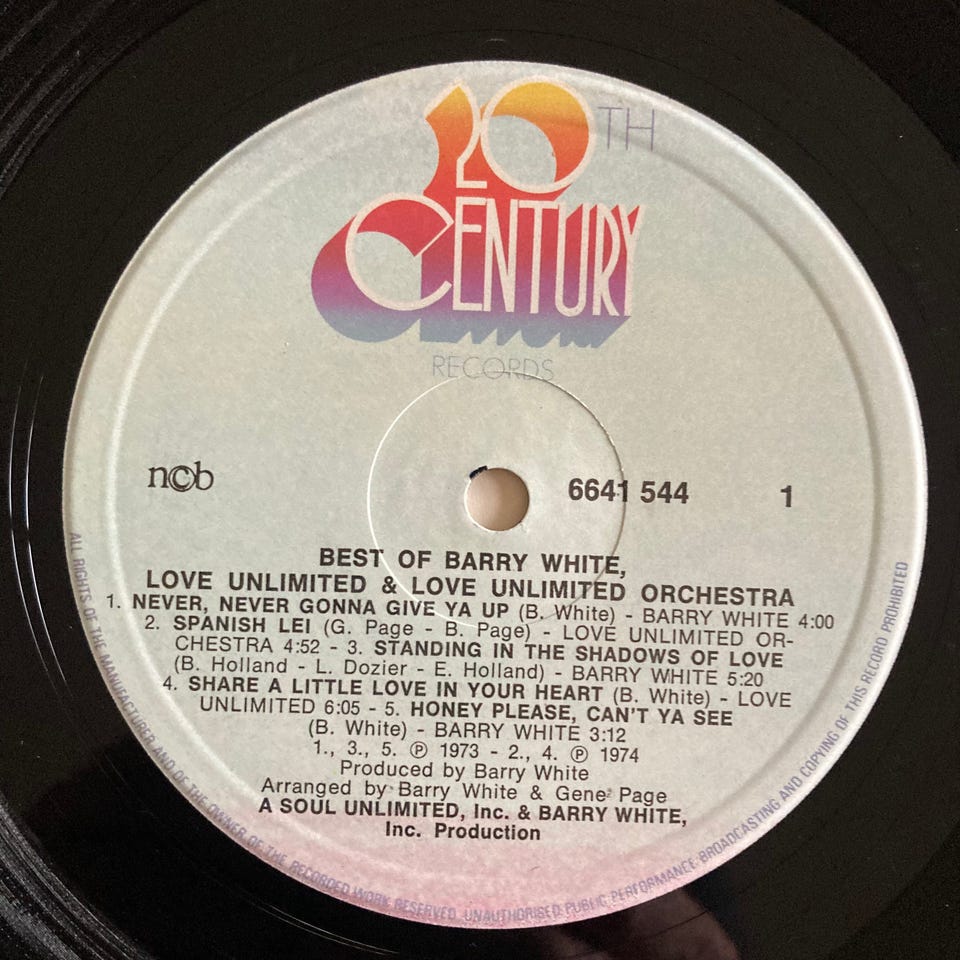 20TH
CENTURY
RECORDS
ncb
6641 544
1
BEST OF BARRY WHITE,
LOVE UNLIMITED & LOVE UNLIMITED ORCHESTRA
1. NEVER, NEVER GONNA GIVE YA UP (B. White) - BARRY WHITE 4:00
2. SPANISH LEI (G. Page - B. Page) - LOVE UNLIMITED OR-
CHESTRA 4:52 - 3. STANDING IN THE SHADOWS OF LOVE
(B. Holland - L. Dozier - E. Holland) - BARRY WHITE 5:20
4. SHARE A LITTLE LOVE IN YOUR HEART (B. White) - LOVE
UNLIMITED 6:05 - 5. HONEY PLEASE, CAN'T YA SEE
(B. White) - BARRY WHITE 3:12
1., 3., 5. Ⓟ 1973 - 2., 4. Ⓟ 1974
Produced by Barry White
Arranged by Barry White & Gene Page
A SOUL UNLIMITED, Inc. & BARRY WHITE,
Inc. Production
ALL RIGHTS OF THE MANUFACTURER AND OF THE OWNER OF THE RECORDED WORK RESERVED. UNAUTHORISED PUBLIC PERFORMANCE BROADCASTING AND COPYING OF THIS RECORD PROHIBITED